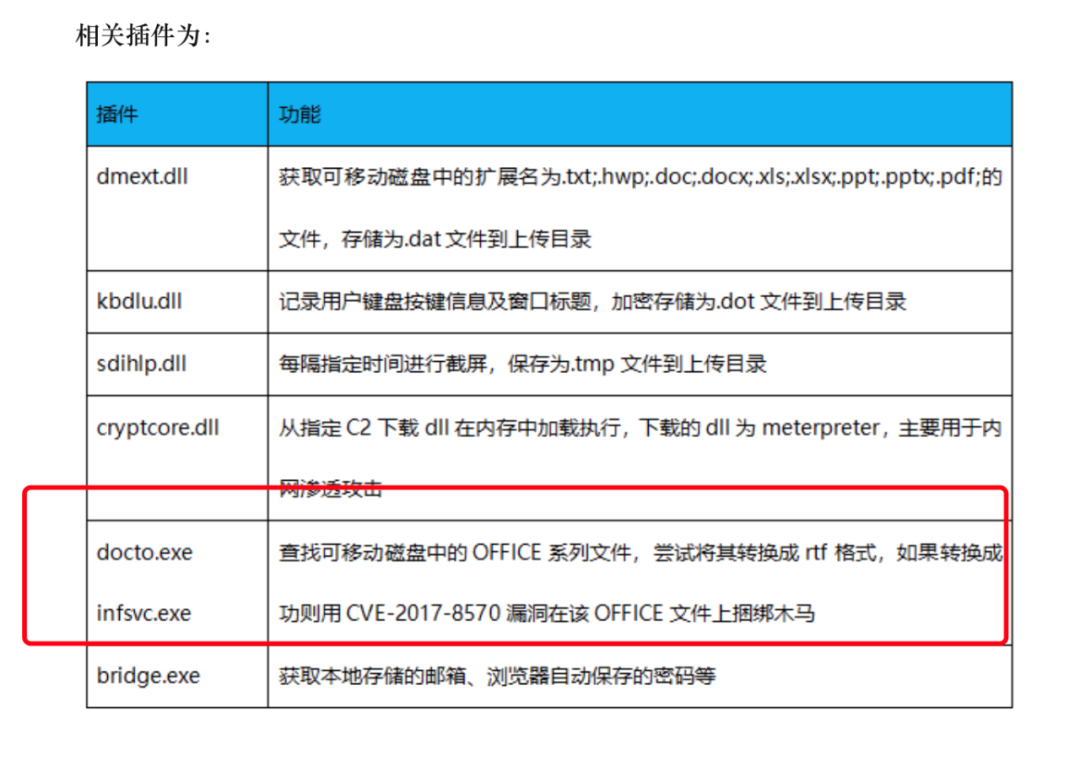 相关插件为：
插件 功能
dmext.dll 获取可移动磁盘中的扩展名为.txt;.hwp;.doc;.docx;.xls;.xlsx;.ppt;.pptx;.pdf;的
文件，存储为.dat 文件到上传目录
kbdlu.dll 记录用户键盘按键信息及窗口标题，加密存储为.dot 文件到上传目录
sdihlp.dll 每隔指定时间进行截屏，保存为.tmp 文件到上传目录
cryptcore.dll 从指定 C2 下载 dll 在内存中加载执行，下载的 dll 为 meterpreter，主要用于内
网渗透攻击
docto.exe 查找可移动磁盘中的 OFFICE 系列文件，尝试将其转换成 rtf 格式，如果转换成
infsvc.exe 功则用 CVE-2017-8570 漏洞在该 OFFICE 文件上捆绑木马
bridge.exe 获取本地存储的邮箱、浏览器自动保存的密码等